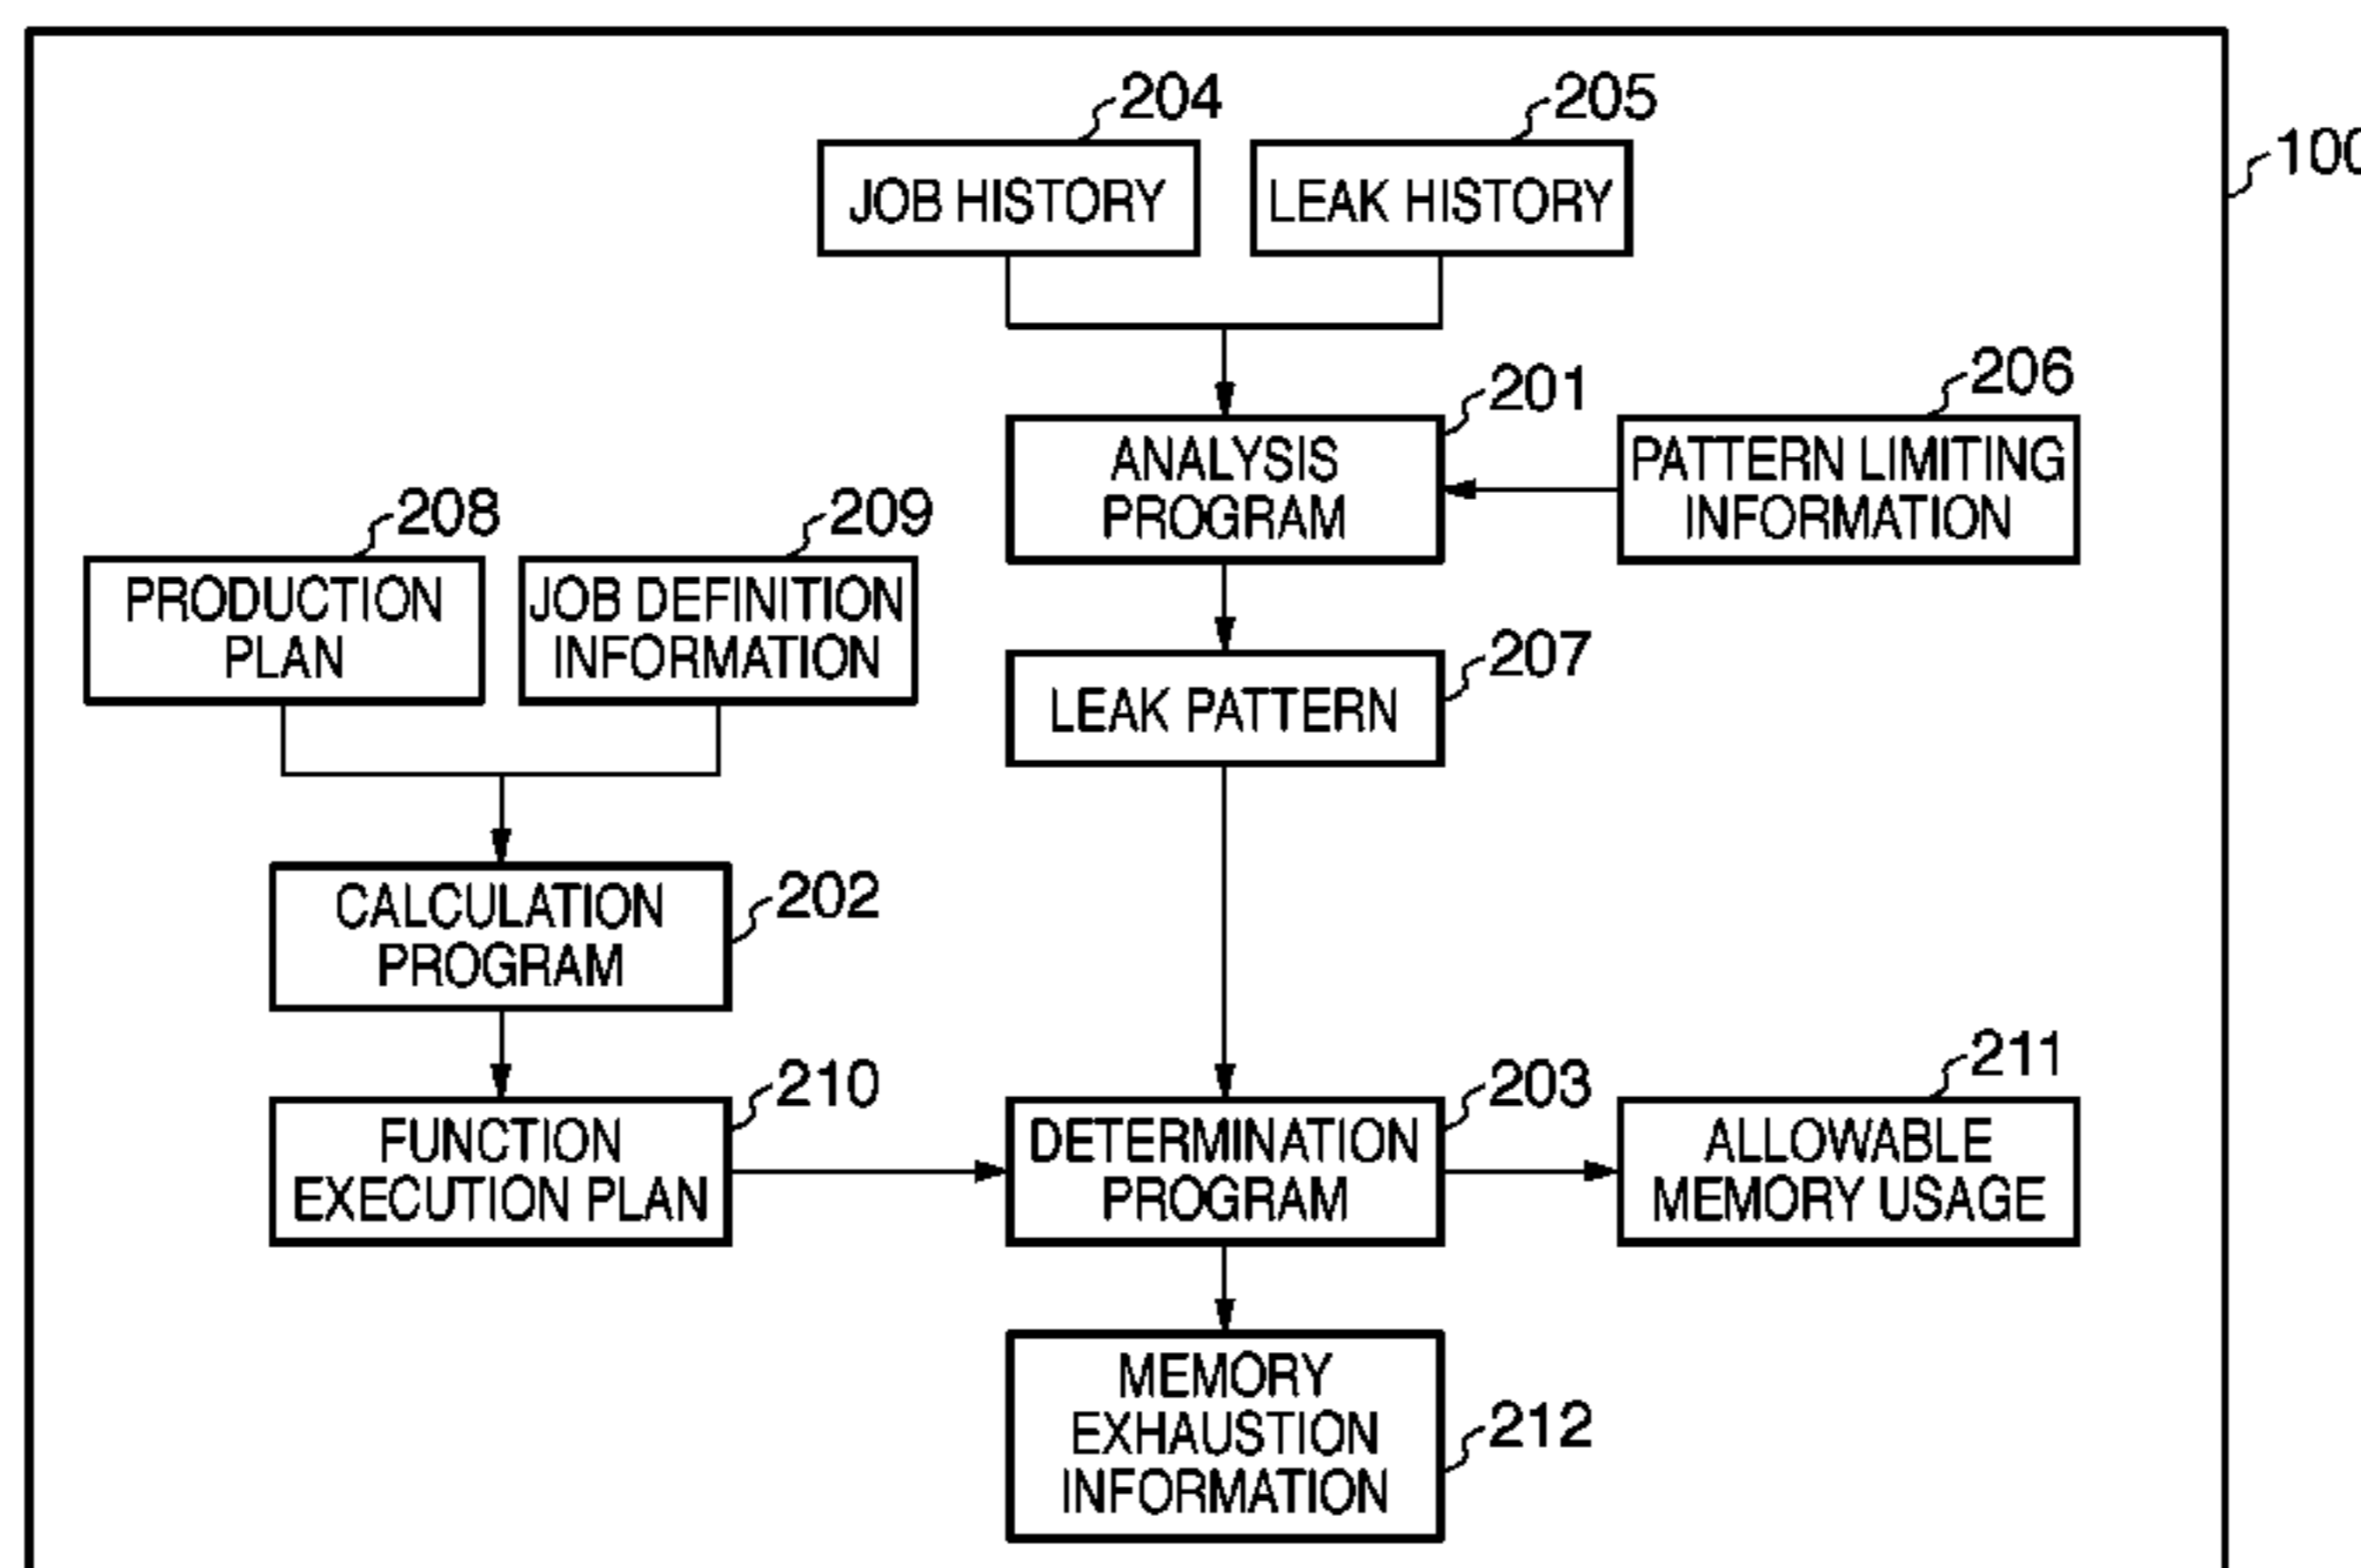 204
205
100
JOB HISTORY
LEAK HISTORY
201
206
ANALYSIS
PROGRAM
PATTERN LIMITING
INFORMATION
208
209
PRODUCTION
PLAN
JOB DEFINITION
INFORMATION
207
LEAK PATTERN
202
CALCULATION
PROGRAM
210
203
211
FUNCTION
EXECUTION PLAN
DETERMINATION
PROGRAM
ALLOWABLE
MEMORY USAGE
212
MEMORY
EXHAUSTION
INFORMATION